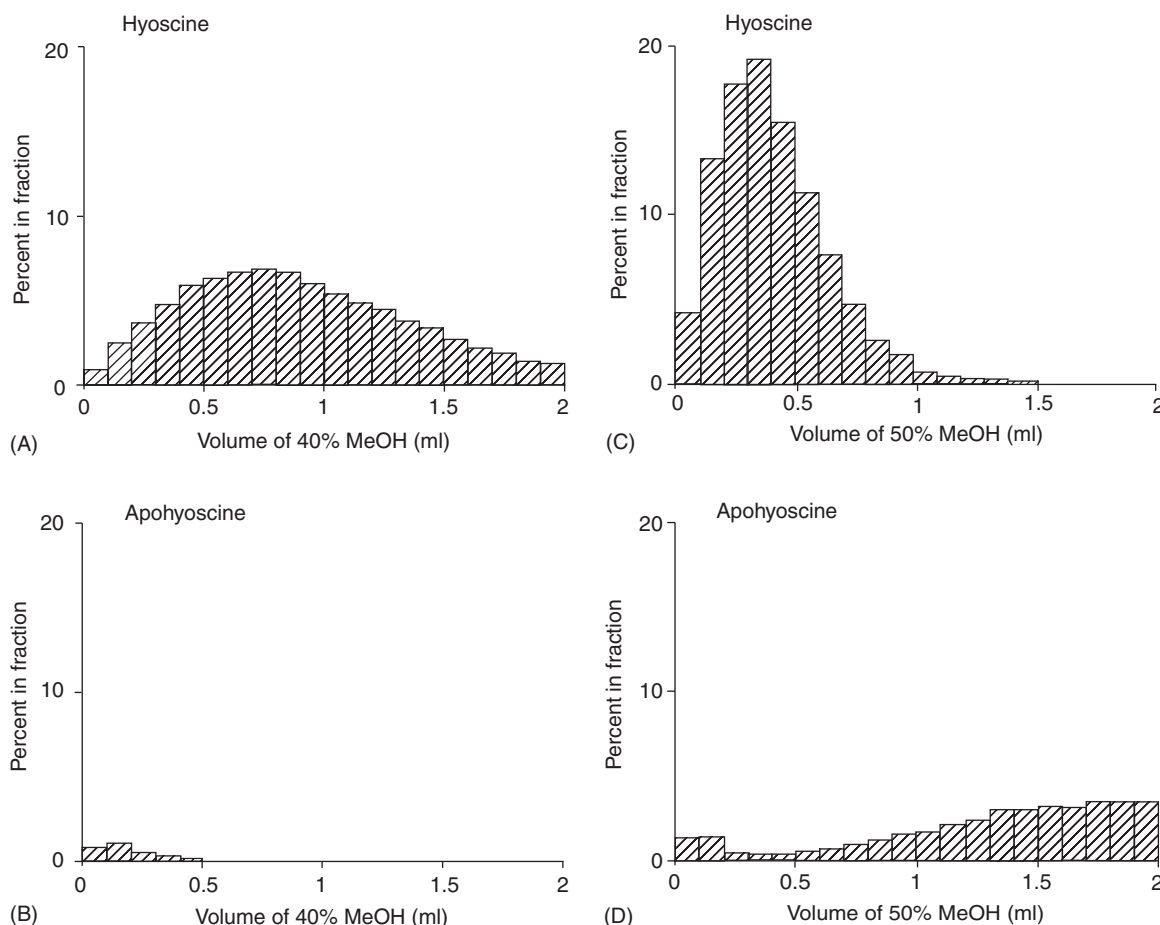 Hyoscine
20
10
0
Percent in fraction
0 0.5 1 1.5 2
(A) Volume of 40% MeOH (ml)
Hyoscine
20
10
0
Percent in fraction
0 0.5 1 1.5 2
(C) Volume of 50% MeOH (ml)
Apohyoscine
20
10
0
Percent in fraction
0 0.5 1 1.5 2
(B) Volume of 40% MeOH (ml)
Apohyoscine
20
10
0
Percent in fraction
0 0.5 1 1.5 2
(D) Volume of 50% MeOH (ml)